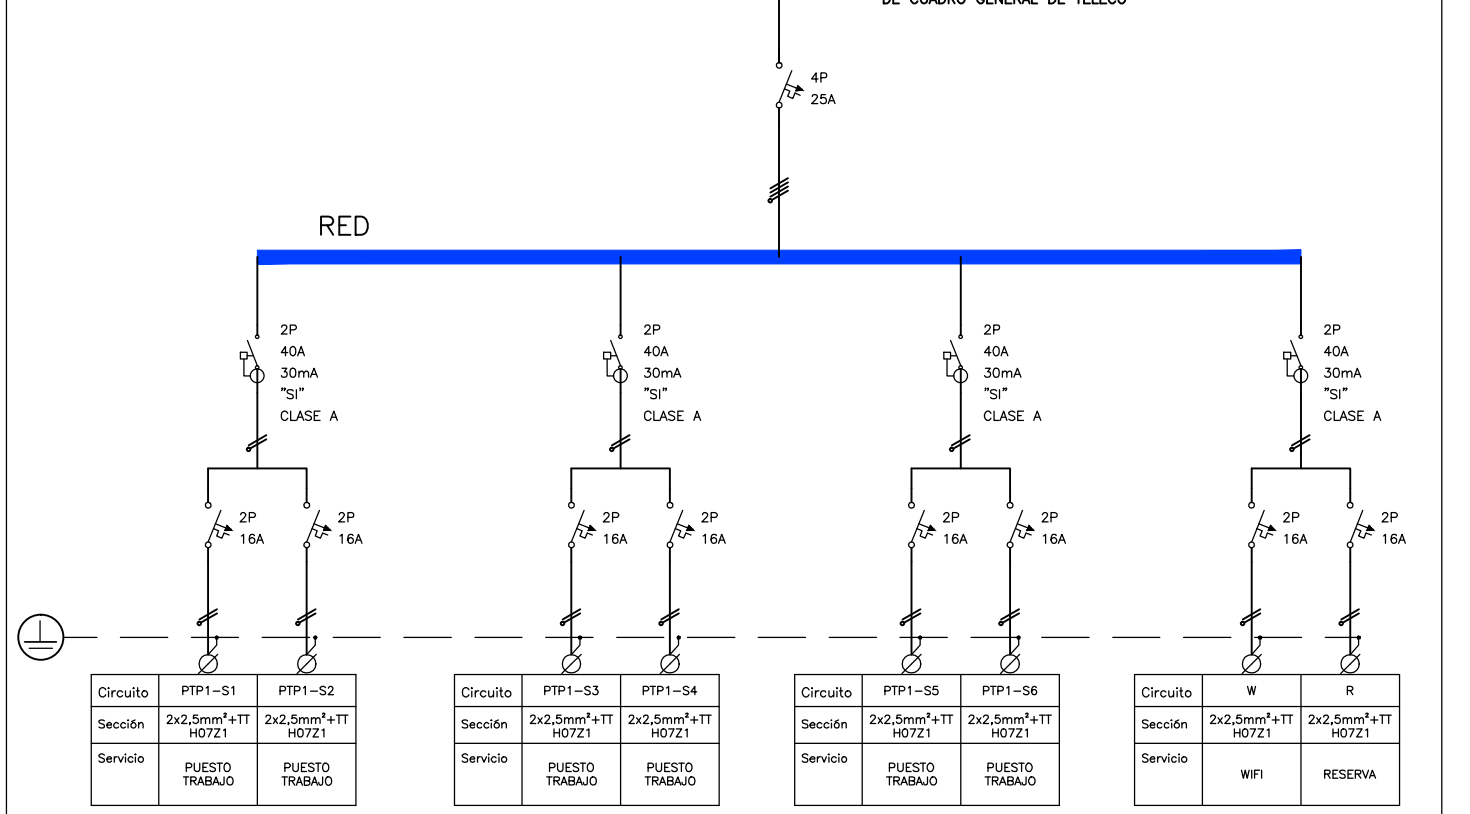 DE CUADRO GENERAL DE TELECO
4P
25A
RED
2P
40A
30mA
"SI"
CLASE A
2P
40A
30mA
"SI"
CLASE A
2P
40A
30mA
"SI"
CLASE A
2P
40A
30mA
"SI"
CLASE A
2P
16A
2P
16A
2P
16A
2P
16A
2P
16A
2P
16A
2P
16A
2P
16A
Circuito PTP1-S1 PTP1-S2
Sección 2x2,5mm²+TT 2x2,5mm²+TT
H07Z1 H07Z1
Servicio
PUESTO PUESTO
TRABAJO TRABAJO
Circuito PTP1-S3 PTP1-S4
Sección 2x2,5mm²+TT 2x2,5mm²+TT
H07Z1 H07Z1
Servicio
PUESTO PUESTO
TRABAJO TRABAJO
Circuito PTP1-S5 PTP1-S6
Sección 2x2,5mm²+TT 2x2,5mm²+TT
H07Z1 H07Z1
Servicio
PUESTO PUESTO
TRABAJO TRABAJO
Circuito W R
Sección 2x2,5mm²+TT 2x2,5mm²+TT
H07Z1 H07Z1
Servicio
WIFI RESERVA